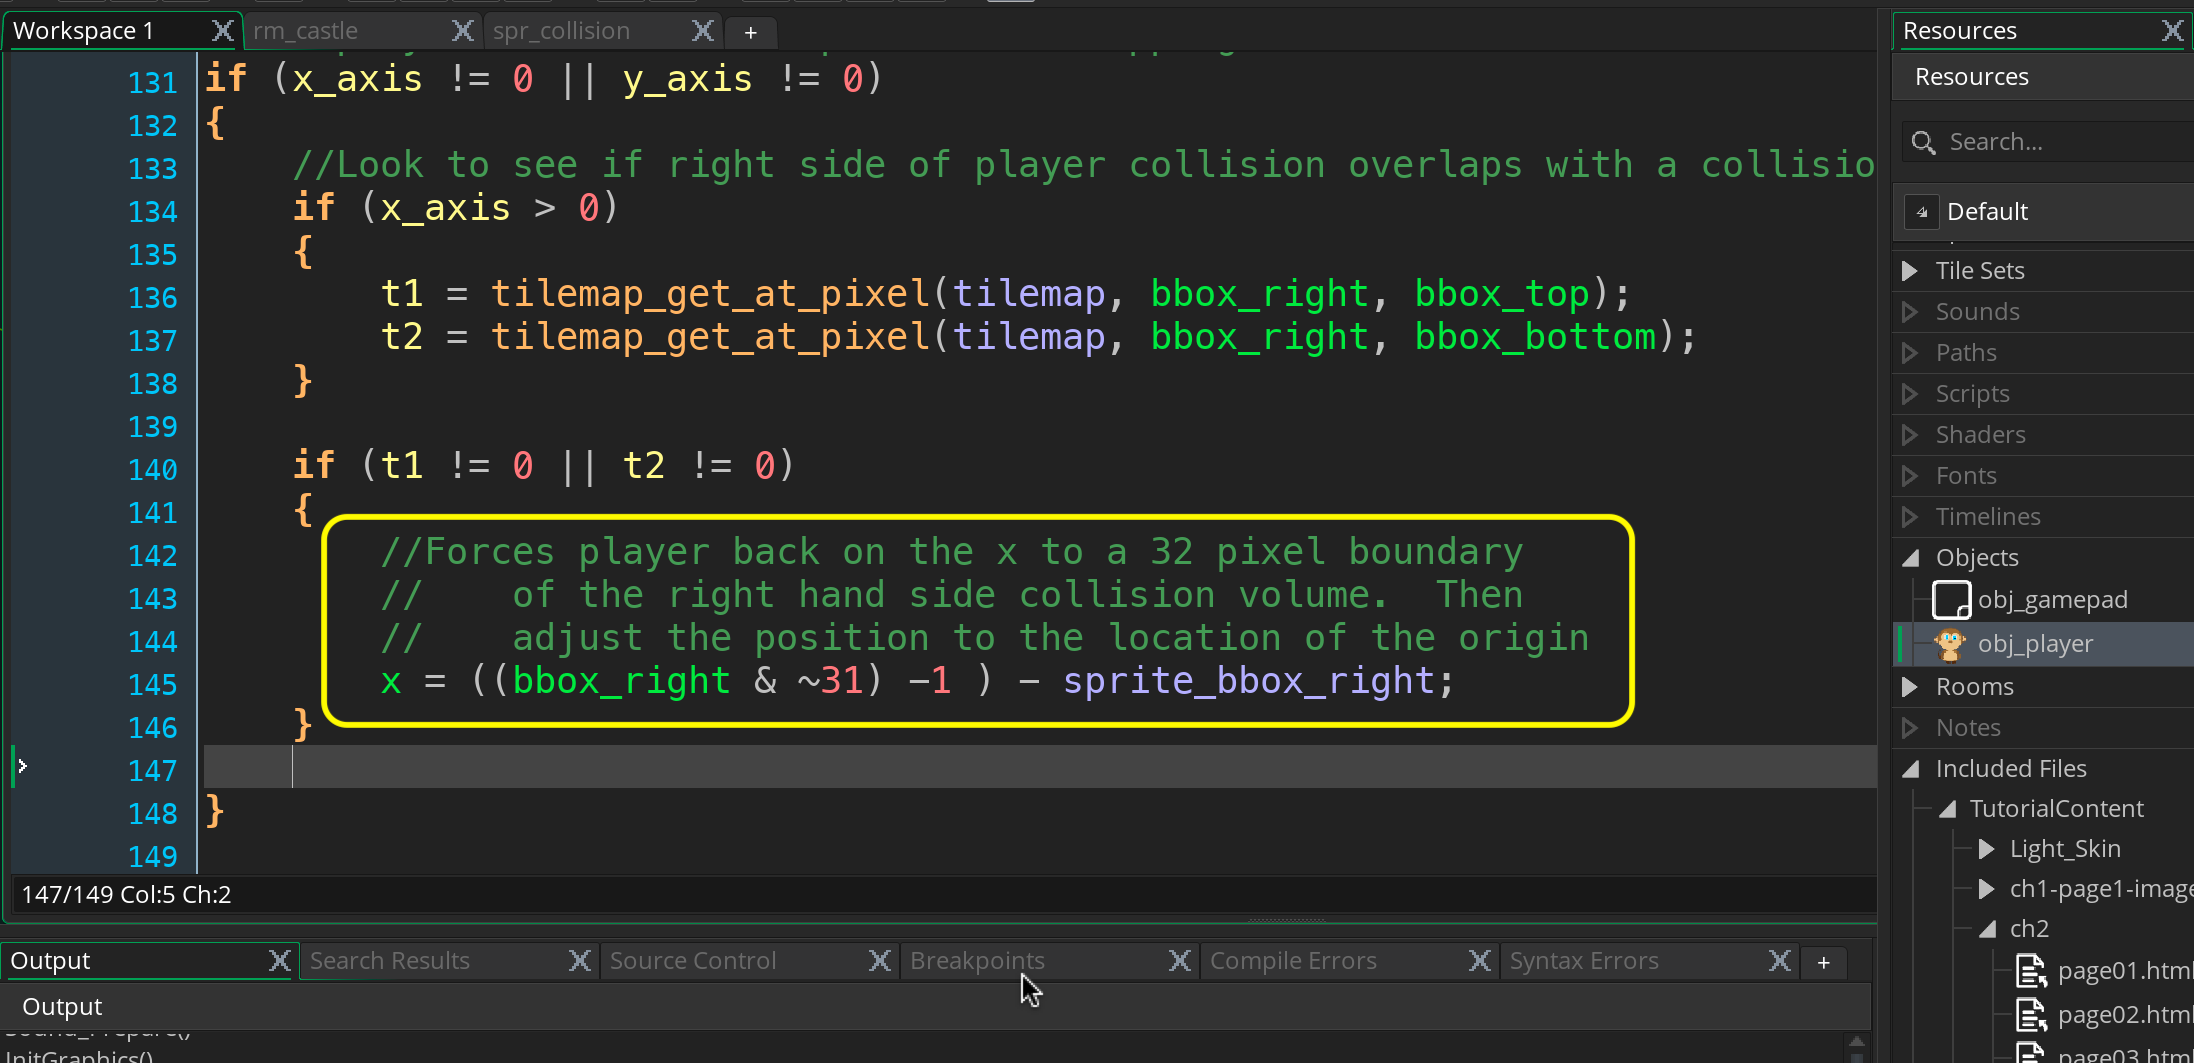 Workspace 1
rm_castle
spr_collision
+
131 if (x_axis != 0 || y_axis != 0)
132 {
133     //Look to see if right side of player collision overlaps with a collisio
134     if (x_axis > 0)
135     {
136         t1 = tilemap_get_at_pixel(tilemap, bbox_right, bbox_top);
137         t2 = tilemap_get_at_pixel(tilemap, bbox_right, bbox_bottom);
138     }
139
140     if (t1 != 0 || t2 != 0)
141     {
142         //Forces player back on the x to a 32 pixel boundary
143         //    of the right hand side collision volume.  Then
144         //    adjust the position to the location of the origin
145         x = ((bbox_right & ~31) -1 ) - sprite_bbox_right;
146     }
147
148 }
149
147/149 Col:5 Ch:2
Output
Search Results
Source Control
Breakpoints
Compile Errors
Syntax Errors
+
Output
InitGraphics()
Resources
Resources
Search...
Default
Tile Sets
Sounds
Paths
Scripts
Shaders
Fonts
Timelines
Objects
obj_gamepad
obj_player
Rooms
Notes
Included Files
TutorialContent
Light_Skin
ch1-page1-image
ch2
page01.html
page02.html
page03.html